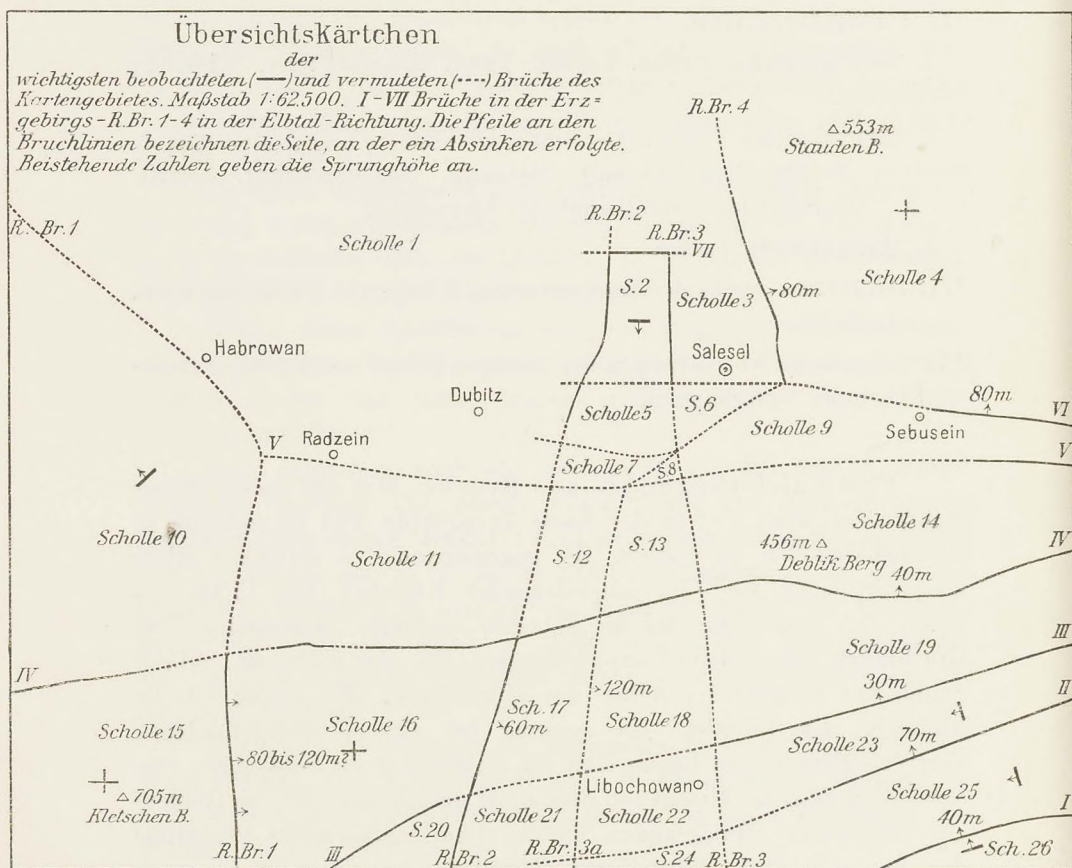 Übersichtskärtchen
der
wichtigsten beobachteten (—) und vermuteten (----) Brüche des
Kartengebietes. Maßstab 1:62.500. I-VII Brüche in der Erz=
gebirgs-R.Br. 1-4 in der Elbtal-Richtung. Die Pfeile an den
Bruchlinien bezeichnen die Seite, an der ein Absinken erfolgte.
Beistehende Zahlen geben die Sprunghöhe an.
R.Br. 4
△553m
Stauden B.
R. Br. 1
Scholle 1
R.Br. 2
R.Br. 3
VII
S. 2
Scholle 3
80m
Scholle 4
Habrowan
Salesel
Dubitz
Scholle 5
S. 6
80m
VI
Scholle 9
Sebusein
V
Radzein
V
Scholle 7
S8
Scholle 10
Scholle 11
S. 12
S. 13
Scholle 14
456m △
Deblik Berg
IV
40m
III
Scholle 19
IV
II
30m
Sch. 17
120m
Scholle 15
Scholle 16
60m
Scholle 18
70m
Scholle 23
80 bis 120m?
Libochowan
△ 705m
Kletschen B.
Scholle 25
I
Scholle 21
Scholle 22
40m
S. 20
Sch. 26
R.Br. 1
III
R.Br. 2
R.Br. 3a
S. 24
R.Br. 3